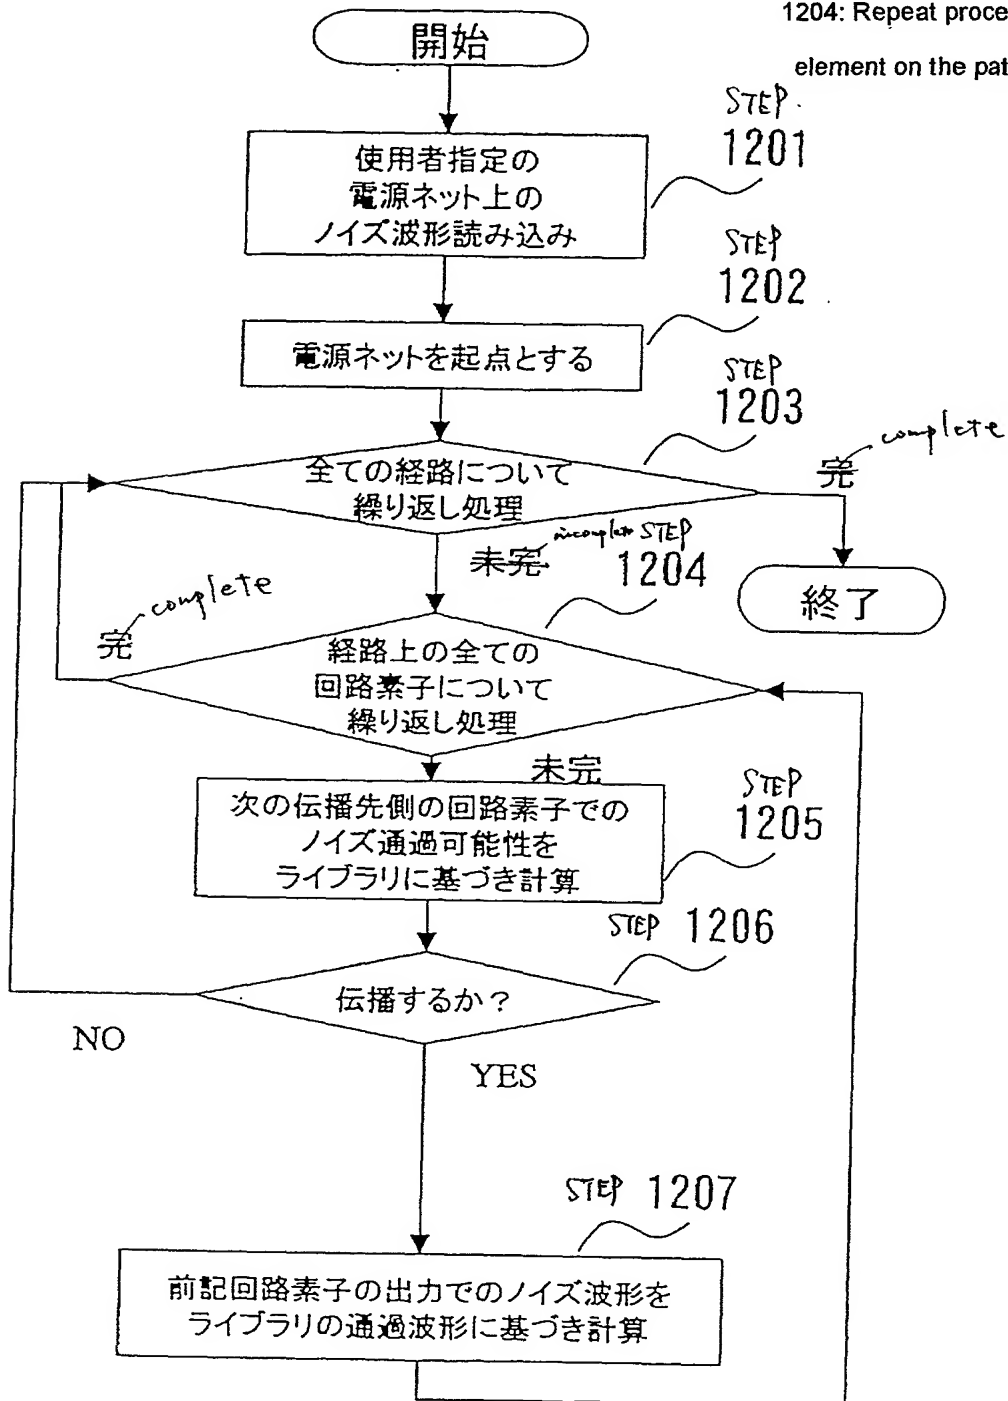 1204: Repeat proce
element on the pat
開始
STEP
1201
使用者指定の
電源ネット上の
ノイズ波形読み込み
STEP
1202
電源ネットを起点とする
STEP
1203
全ての経路について
繰り返し処理
完 complete
未完 incomplete
STEP
1204
終了
完 complete
経路上の全ての
回路素子について
繰り返し処理
未完
STEP
1205
次の伝播先側の回路素子での
ノイズ通過可能性を
ライブラリに基づき計算
STEP 1206
伝播するか？
NO
YES
STEP 1207
前記回路素子の出力でのノイズ波形を
ライブラリの通過波形に基づき計算